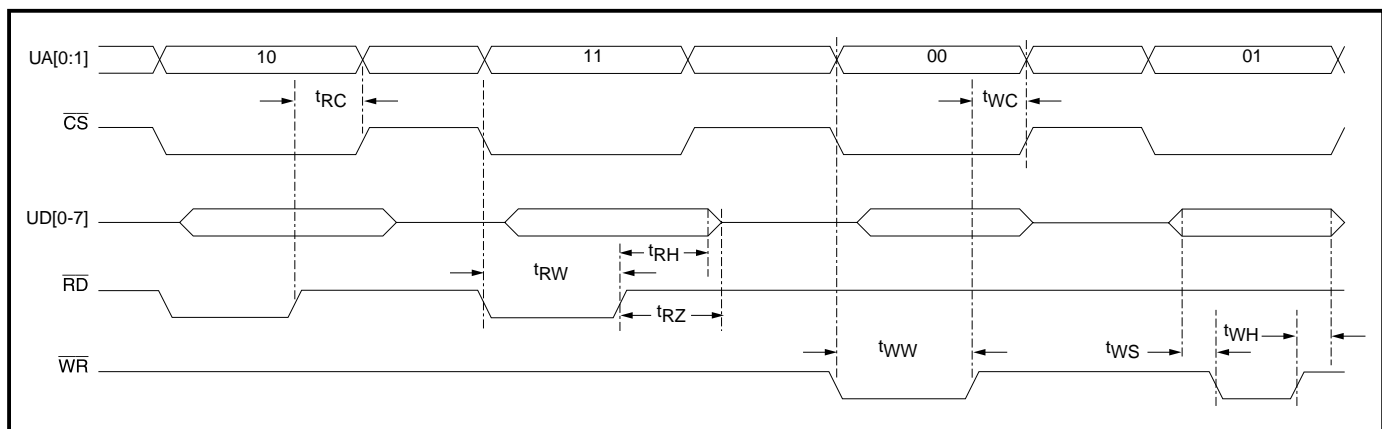 UA[0:1] 10 11 00 01
tRC tWC
CS
UD[0-7]
tRH
tRW
RD
tRZ
tWW tWH
tWS
WR